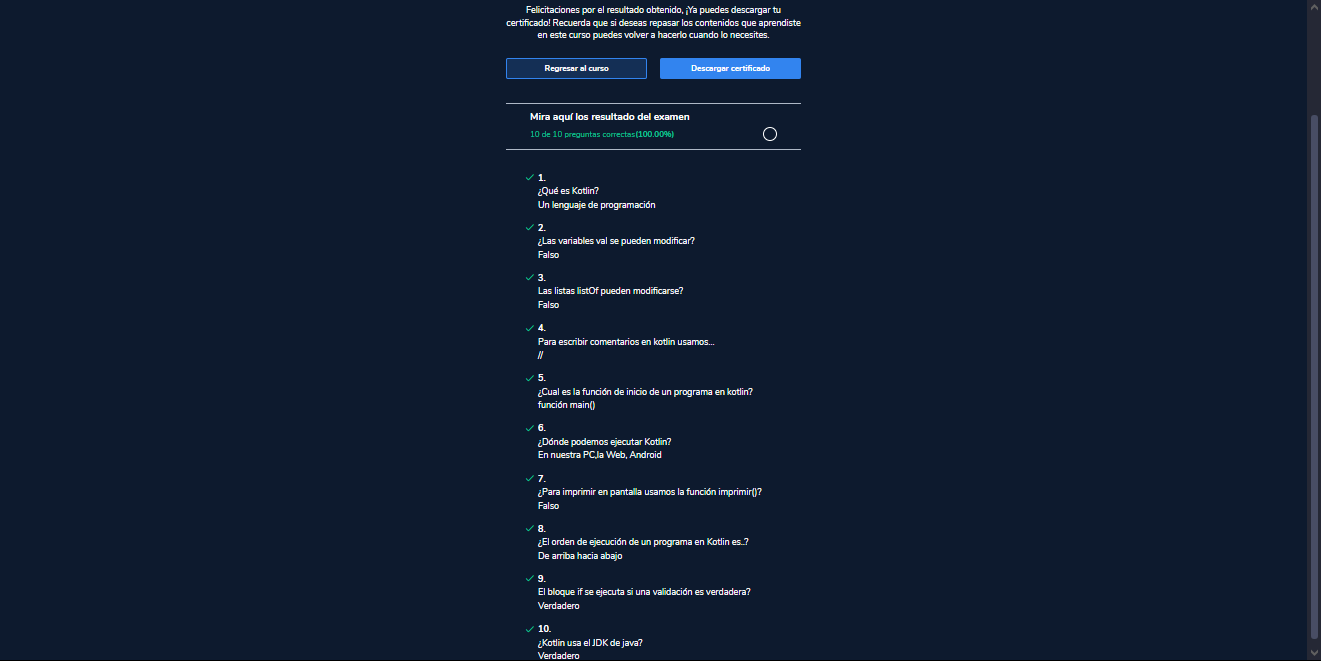 Felicitaciones por el resultado obtenido, ¡Ya puedes descargar tu
certificado! Recuerda que si deseas repasar los contenidos que aprendiste
en este curso puedes volver a hacerlo cuando lo necesites.
Regresar al curso
Descargar certificado
Mira aquí los resultado del examen
10 de 10 preguntas correctas(100.00%)
1.
¿Qué es Kotlin?
Un lenguaje de programación
2.
¿Las variables val se pueden modificar?
Falso
3.
Las listas listOf pueden modificarse?
Falso
4.
Para escribir comentarios en kotlin usamos...
//
5.
¿Cual es la función de inicio de un programa en kotlin?
función main()
6.
¿Dónde podemos ejecutar Kotlin?
En nuestra PC,la Web, Android
7.
¿Para imprimir en pantalla usamos la función imprimir()?
Falso
8.
¿El orden de ejecución de un programa en Kotlin es..?
De arriba hacia abajo
9.
El bloque if se ejecuta si una validación es verdadera?
Verdadero
10.
¿Kotlin usa el JDK de java?
Verdadero